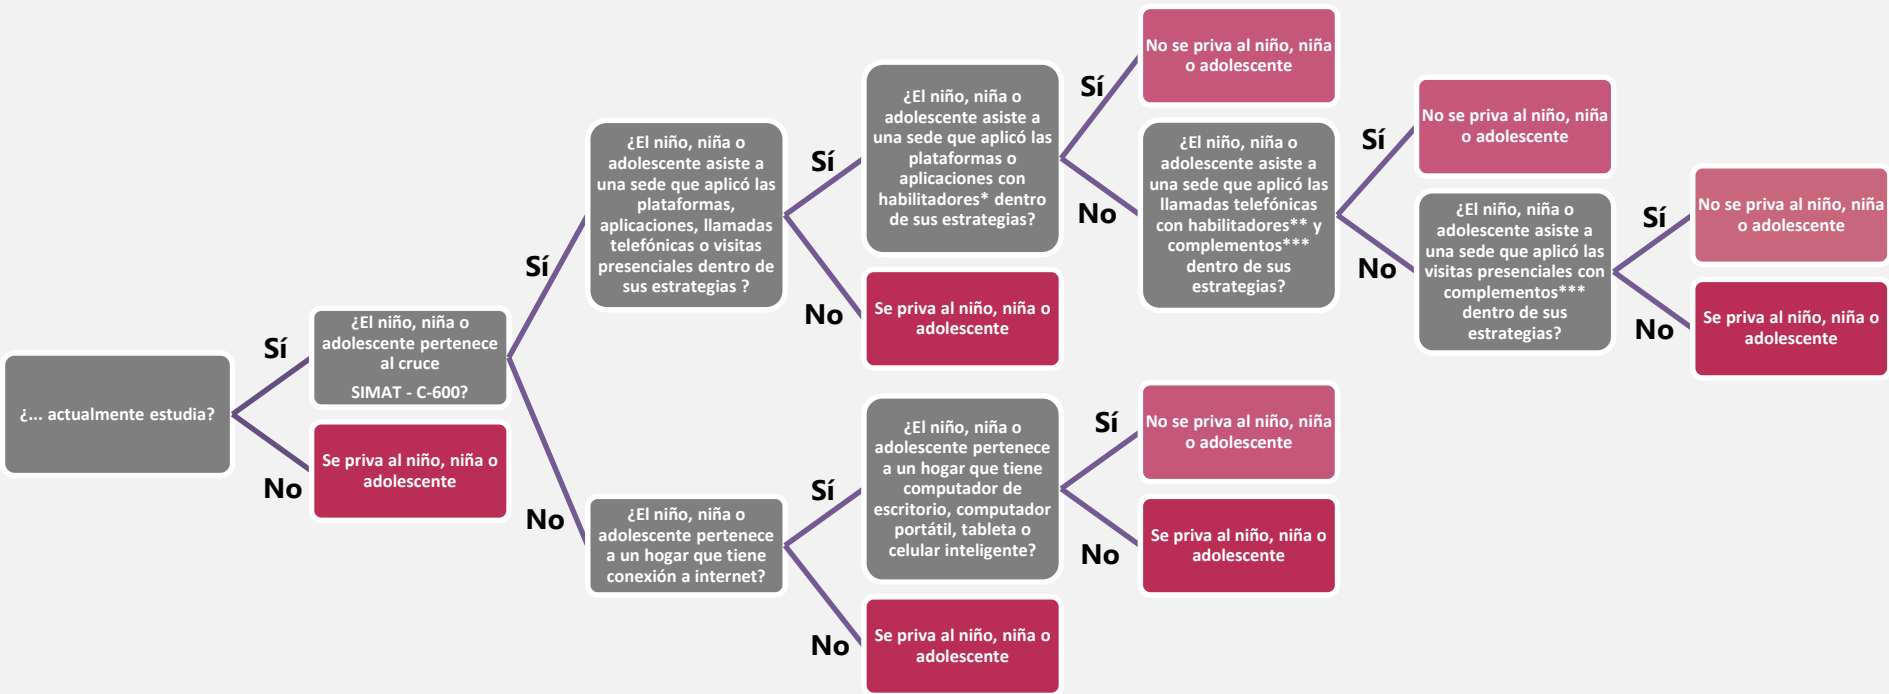 ¿... actualmente estudia?
Sí
No
¿El niño, niña o
adolescente pertenece
al cruce
SIMAT - C-600?
Se priva al niño, niña o
adolescente
Sí
No
¿El niño, niña o
adolescente asiste a
una sede que aplicó las
plataformas,
aplicaciones, llamadas
telefónicas o visitas
presenciales dentro de
sus estrategias ?
¿El niño, niña o
adolescente pertenece
a un hogar que tiene
conexión a internet?
Sí
No
¿El niño, niña o
adolescente asiste a
una sede que aplicó las
plataformas o
aplicaciones con
habilitadores* dentro
de sus estrategias?
Se priva al niño, niña o
adolescente
Sí
No
¿El niño, niña o
adolescente pertenece
a un hogar que tiene
computador de
escritorio, computador
portátil, tableta o
celular inteligente?
Se priva al niño, niña o
adolescente
Sí
No
No se priva al niño, niña
o adolescente
¿El niño, niña o
adolescente asiste a
una sede que aplicó las
llamadas telefónicas
con habilitadores** y
complementos***
dentro de sus
estrategias?
Sí
No
No se priva al niño, niña
o adolescente
Se priva al niño, niña o
adolescente
Sí
No
No se priva al niño, niña
o adolescente
¿El niño, niña o
adolescente asiste a
una sede que aplicó las
visitas presenciales con
complementos***
dentro de sus
estrategias?
Sí
No
No se priva al niño, niña
o adolescente
Se priva al niño, niña o
adolescente